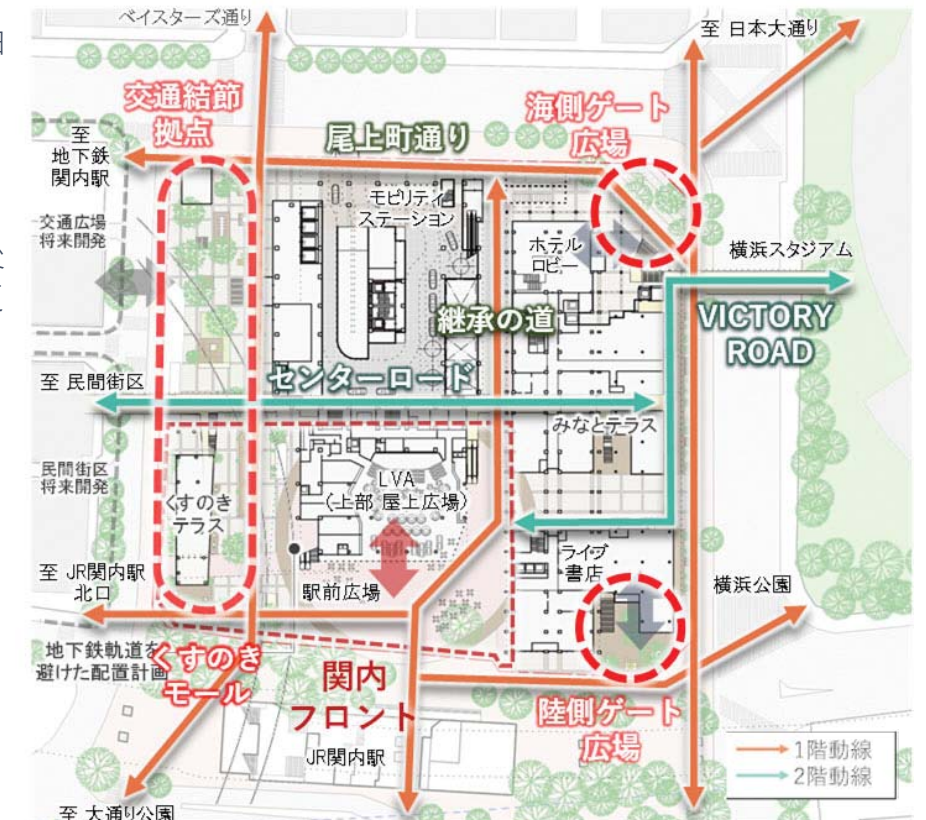 ベイスターズ通り
至 日本大通り
交通結節
拠点
海側ゲート
広場
至
地下鉄
関内駅
尾上町通り
モビリティ
ステーション
交通広場
将来開発
ホテル
ロビー
横浜スタジアム
継承の道
VICTORY
ROAD
至 民間街区
センターロード
みなとテラス
民間街区
将来開発
LVA
(上部 屋上広場)
くすのき
テラス
ライブ
書店
至 JR関内駅
北口
駅前広場
横浜公園
地下鉄軌道を
避けた配置計画
くすのき
モール
関内
フロント
陸側ゲート
広場
JR関内駅
1階動線
2階動線
至 大通り公園